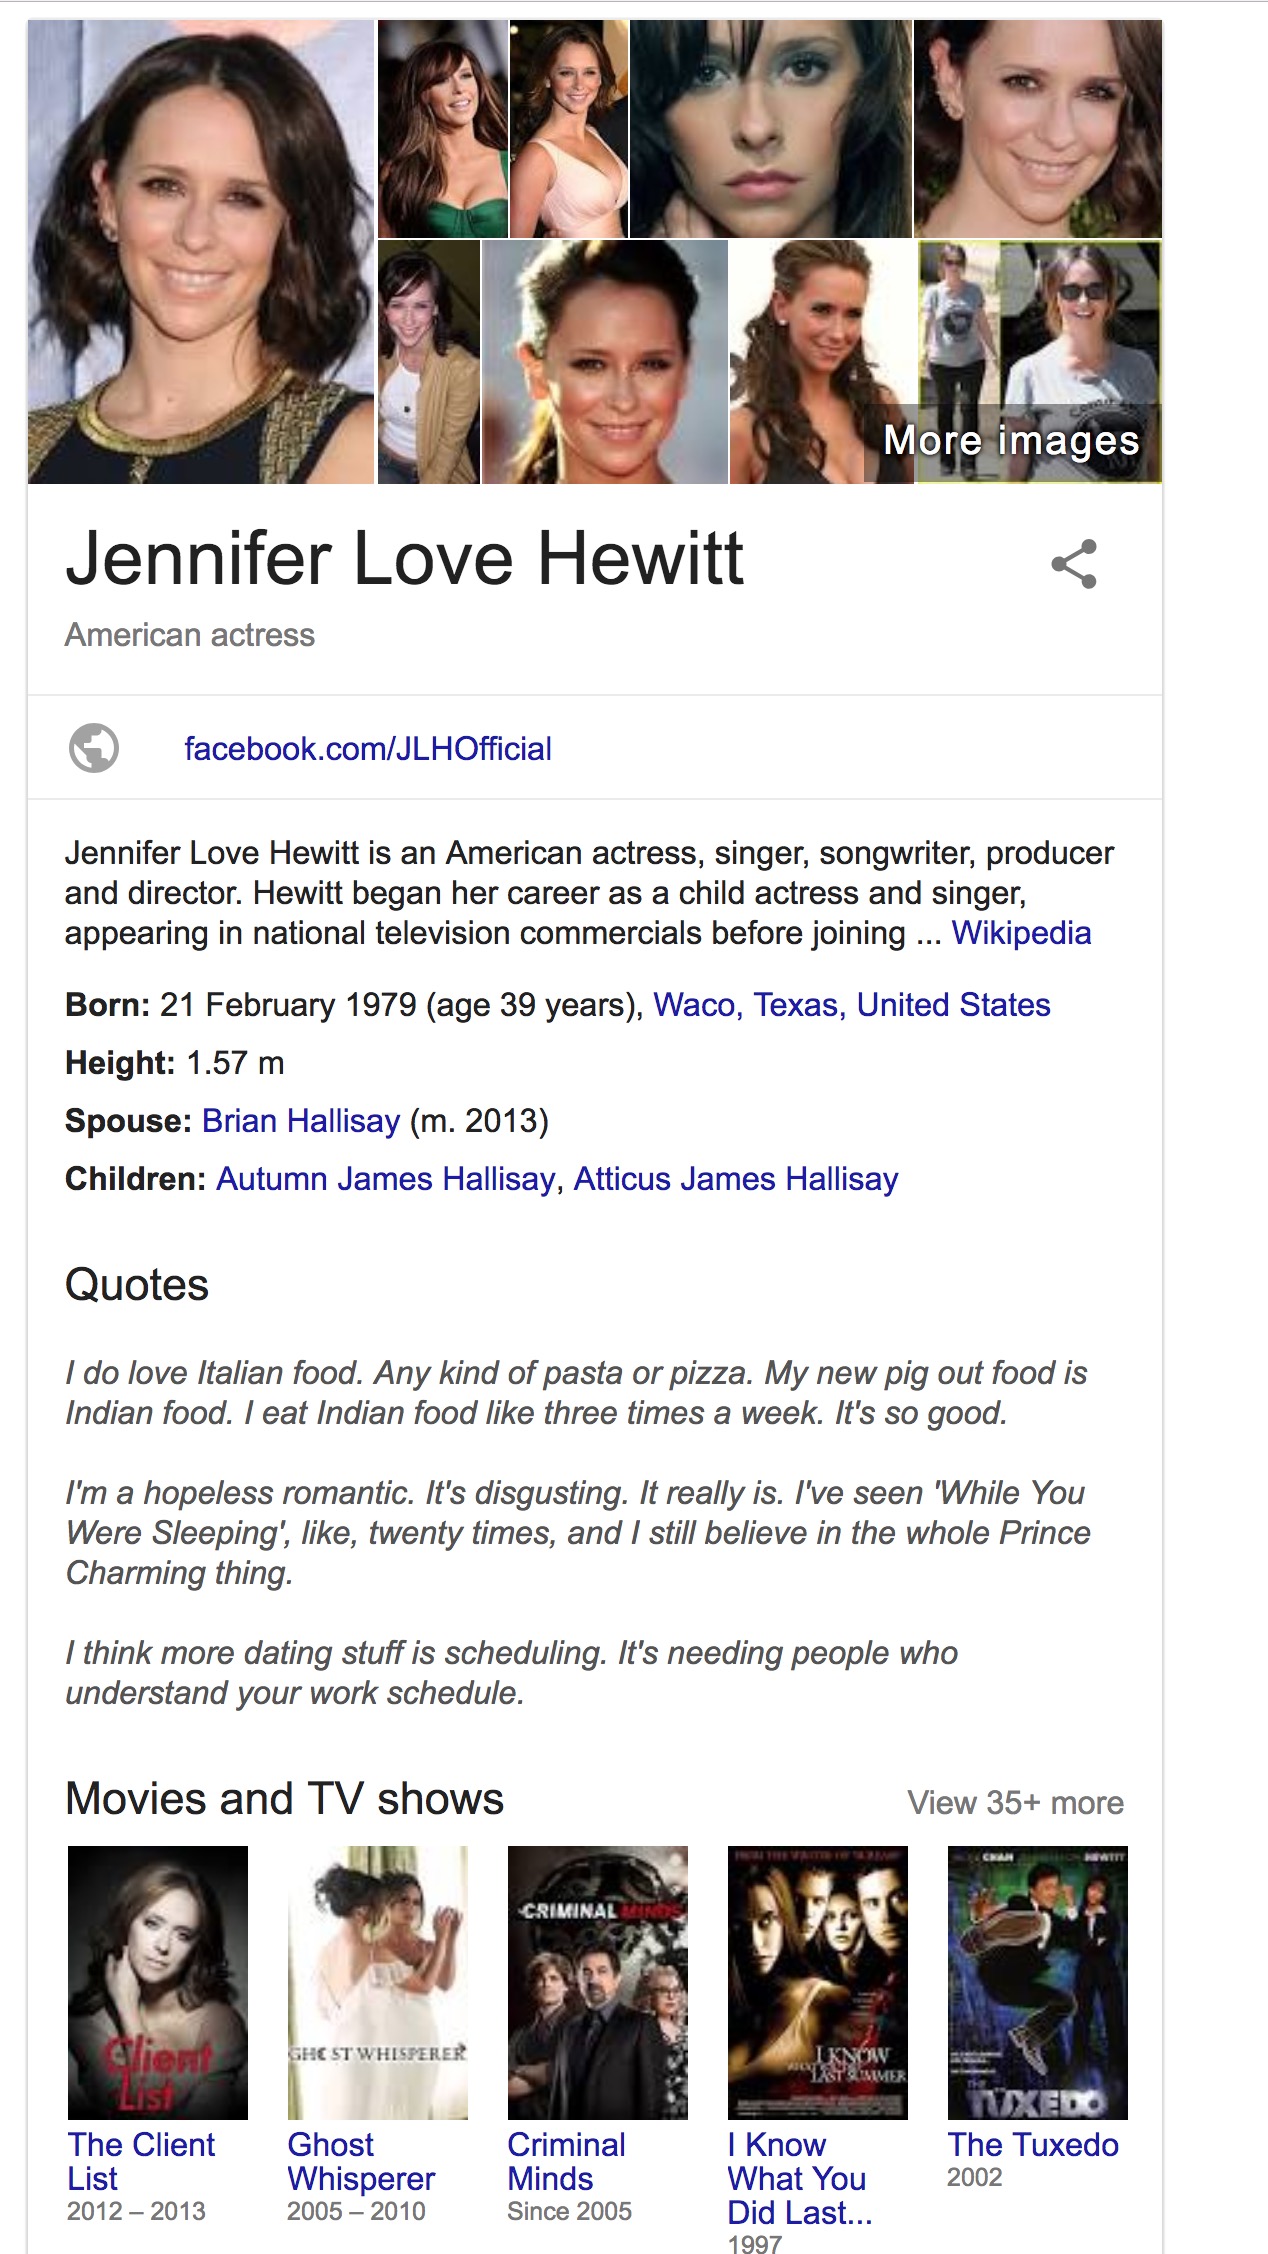 More images
Jennifer Love Hewitt
American actress
facebook.com/JLHOfficial
Jennifer Love Hewitt is an American actress, singer, songwriter, producer
and director. Hewitt began her career as a child actress and singer,
appearing in national television commercials before joining ... Wikipedia
Born: 21 February 1979 (age 39 years), Waco, Texas, United States
Height: 1.57 m
Spouse: Brian Hallisay (m. 2013)
Children: Autumn James Hallisay, Atticus James Hallisay
Quotes
I do love Italian food. Any kind of pasta or pizza. My new pig out food is
Indian food. I eat Indian food like three times a week. It's so good.
I'm a hopeless romantic. It's disgusting. It really is. I've seen 'While You
Were Sleeping', like, twenty times, and I still believe in the whole Prince
Charming thing.
I think more dating stuff is scheduling. It's needing people who
understand your work schedule.
Movies and TV shows
View 35+ more
Client
List
GHOST WHISPERER
CRIMINAL MINDS
I KNOW
LAST SUMMER
CHAN HEWITT
THE
TUXEDO
The Client
List
2012 – 2013
Ghost
Whisperer
2005 – 2010
Criminal
Minds
Since 2005
I Know
What You
Did Last...
1997
The Tuxedo
2002